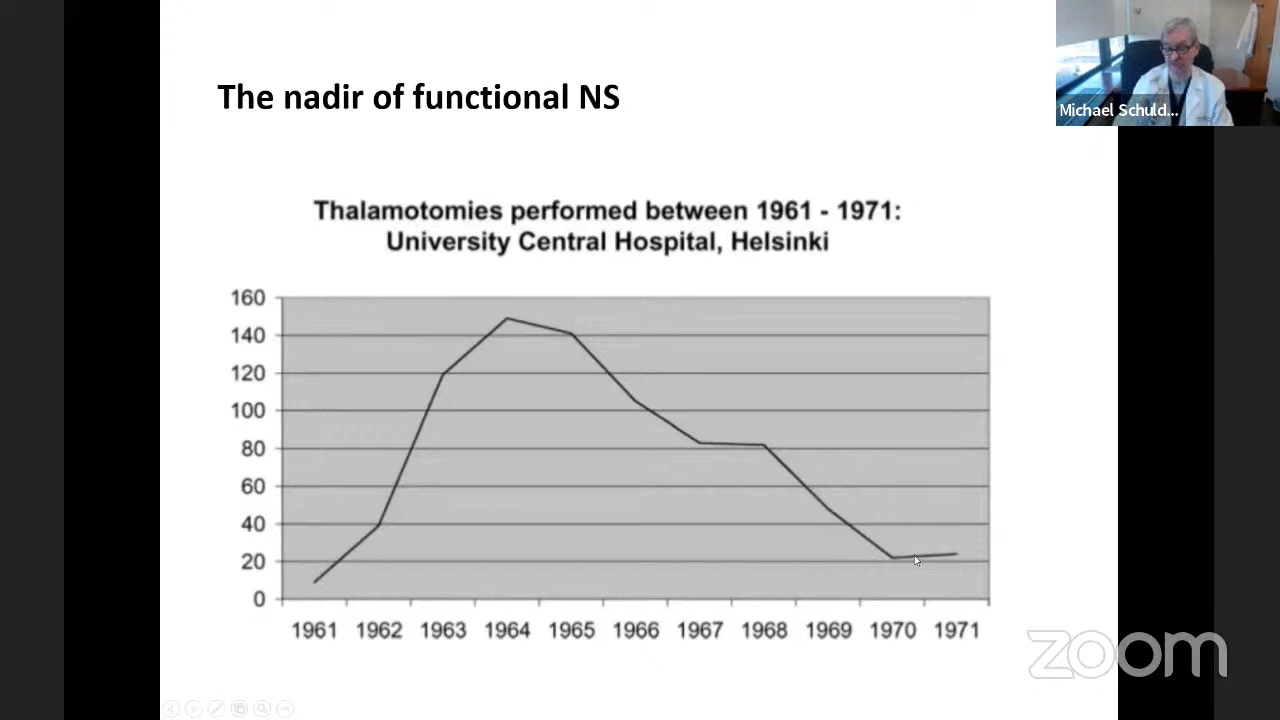 The nadir of functional NS
Michael Schuld...
Thalamotomies performed between 1961 - 1971:
University Central Hospital, Helsinki
160
140
120
100
80
60
40
20
0
1961 1962 1963 1964 1965 1966 1967 1968 1969 1970 1971
zoom